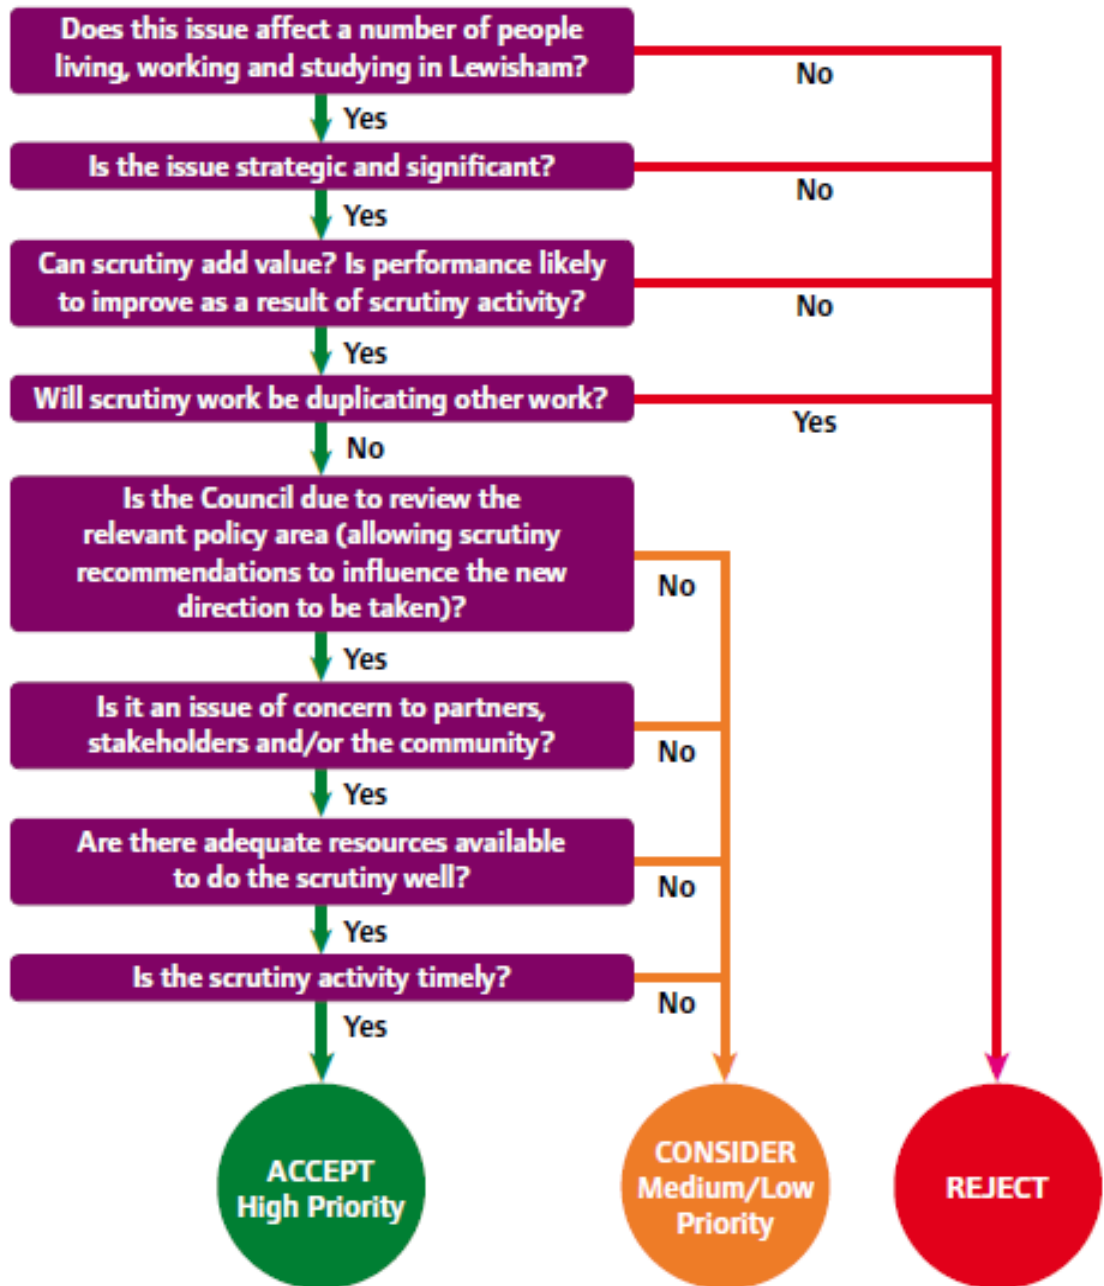 Does this issue affect a number of people
living, working and studying in Lewisham?
No
Yes
Is the issue strategic and significant?
No
Yes
Can scrutiny add value? Is performance likely
to improve as a result of scrutiny activity?
No
Yes
Will scrutiny work be duplicating other work?
Yes
No
Is the Council due to review the
relevant policy area (allowing scrutiny
recommendations to influence the new
direction to be taken)?
No
Yes
Is it an issue of concern to partners,
stakeholders and/or the community?
No
Yes
Are there adequate resources available
to do the scrutiny well?
No
Yes
Is the scrutiny activity timely?
No
Yes
ACCEPT
High Priority
CONSIDER
Medium/Low
Priority
REJECT